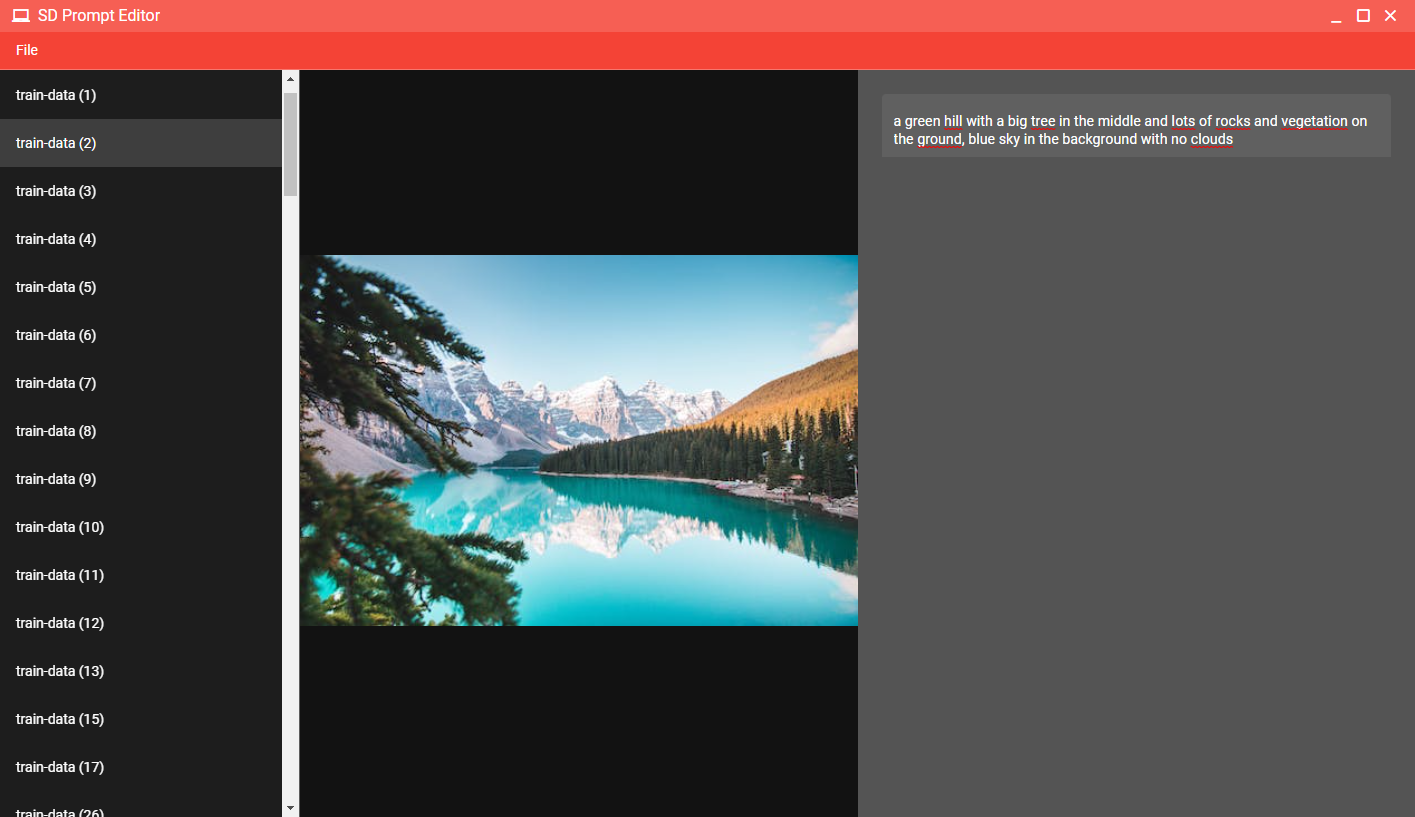 SD Prompt Editor
File
train-data (1)
train-data (2)
train-data (3)
train-data (4)
train-data (5)
train-data (6)
train-data (7)
train-data (8)
train-data (9)
train-data (10)
train-data (11)
train-data (12)
train-data (13)
train-data (15)
train-data (17)
train-data (26)
a green hill with a big tree in the middle and lots of rocks and vegetation on
the ground, blue sky in the background with no clouds